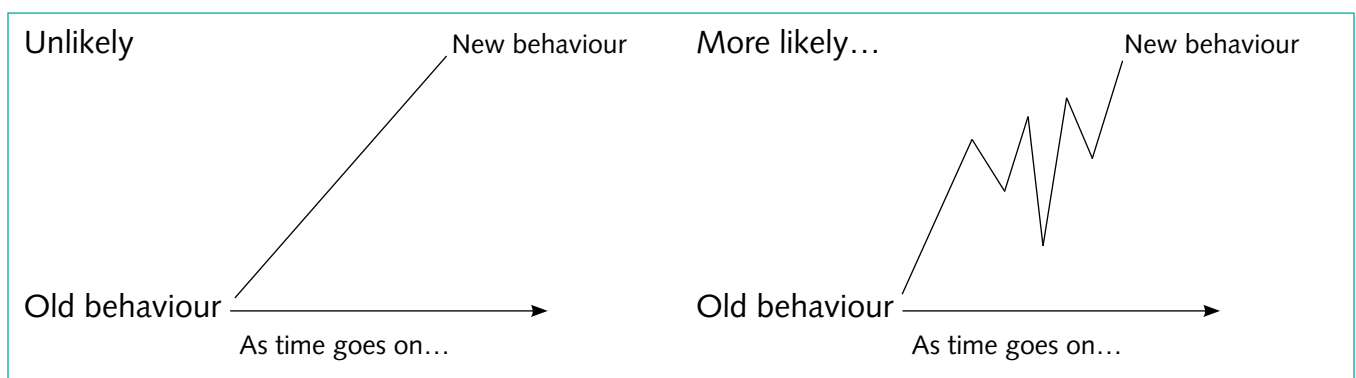 Unlikely
New behaviour
Old behaviour
As time goes on…
More likely…
New behaviour
Old behaviour
As time goes on…